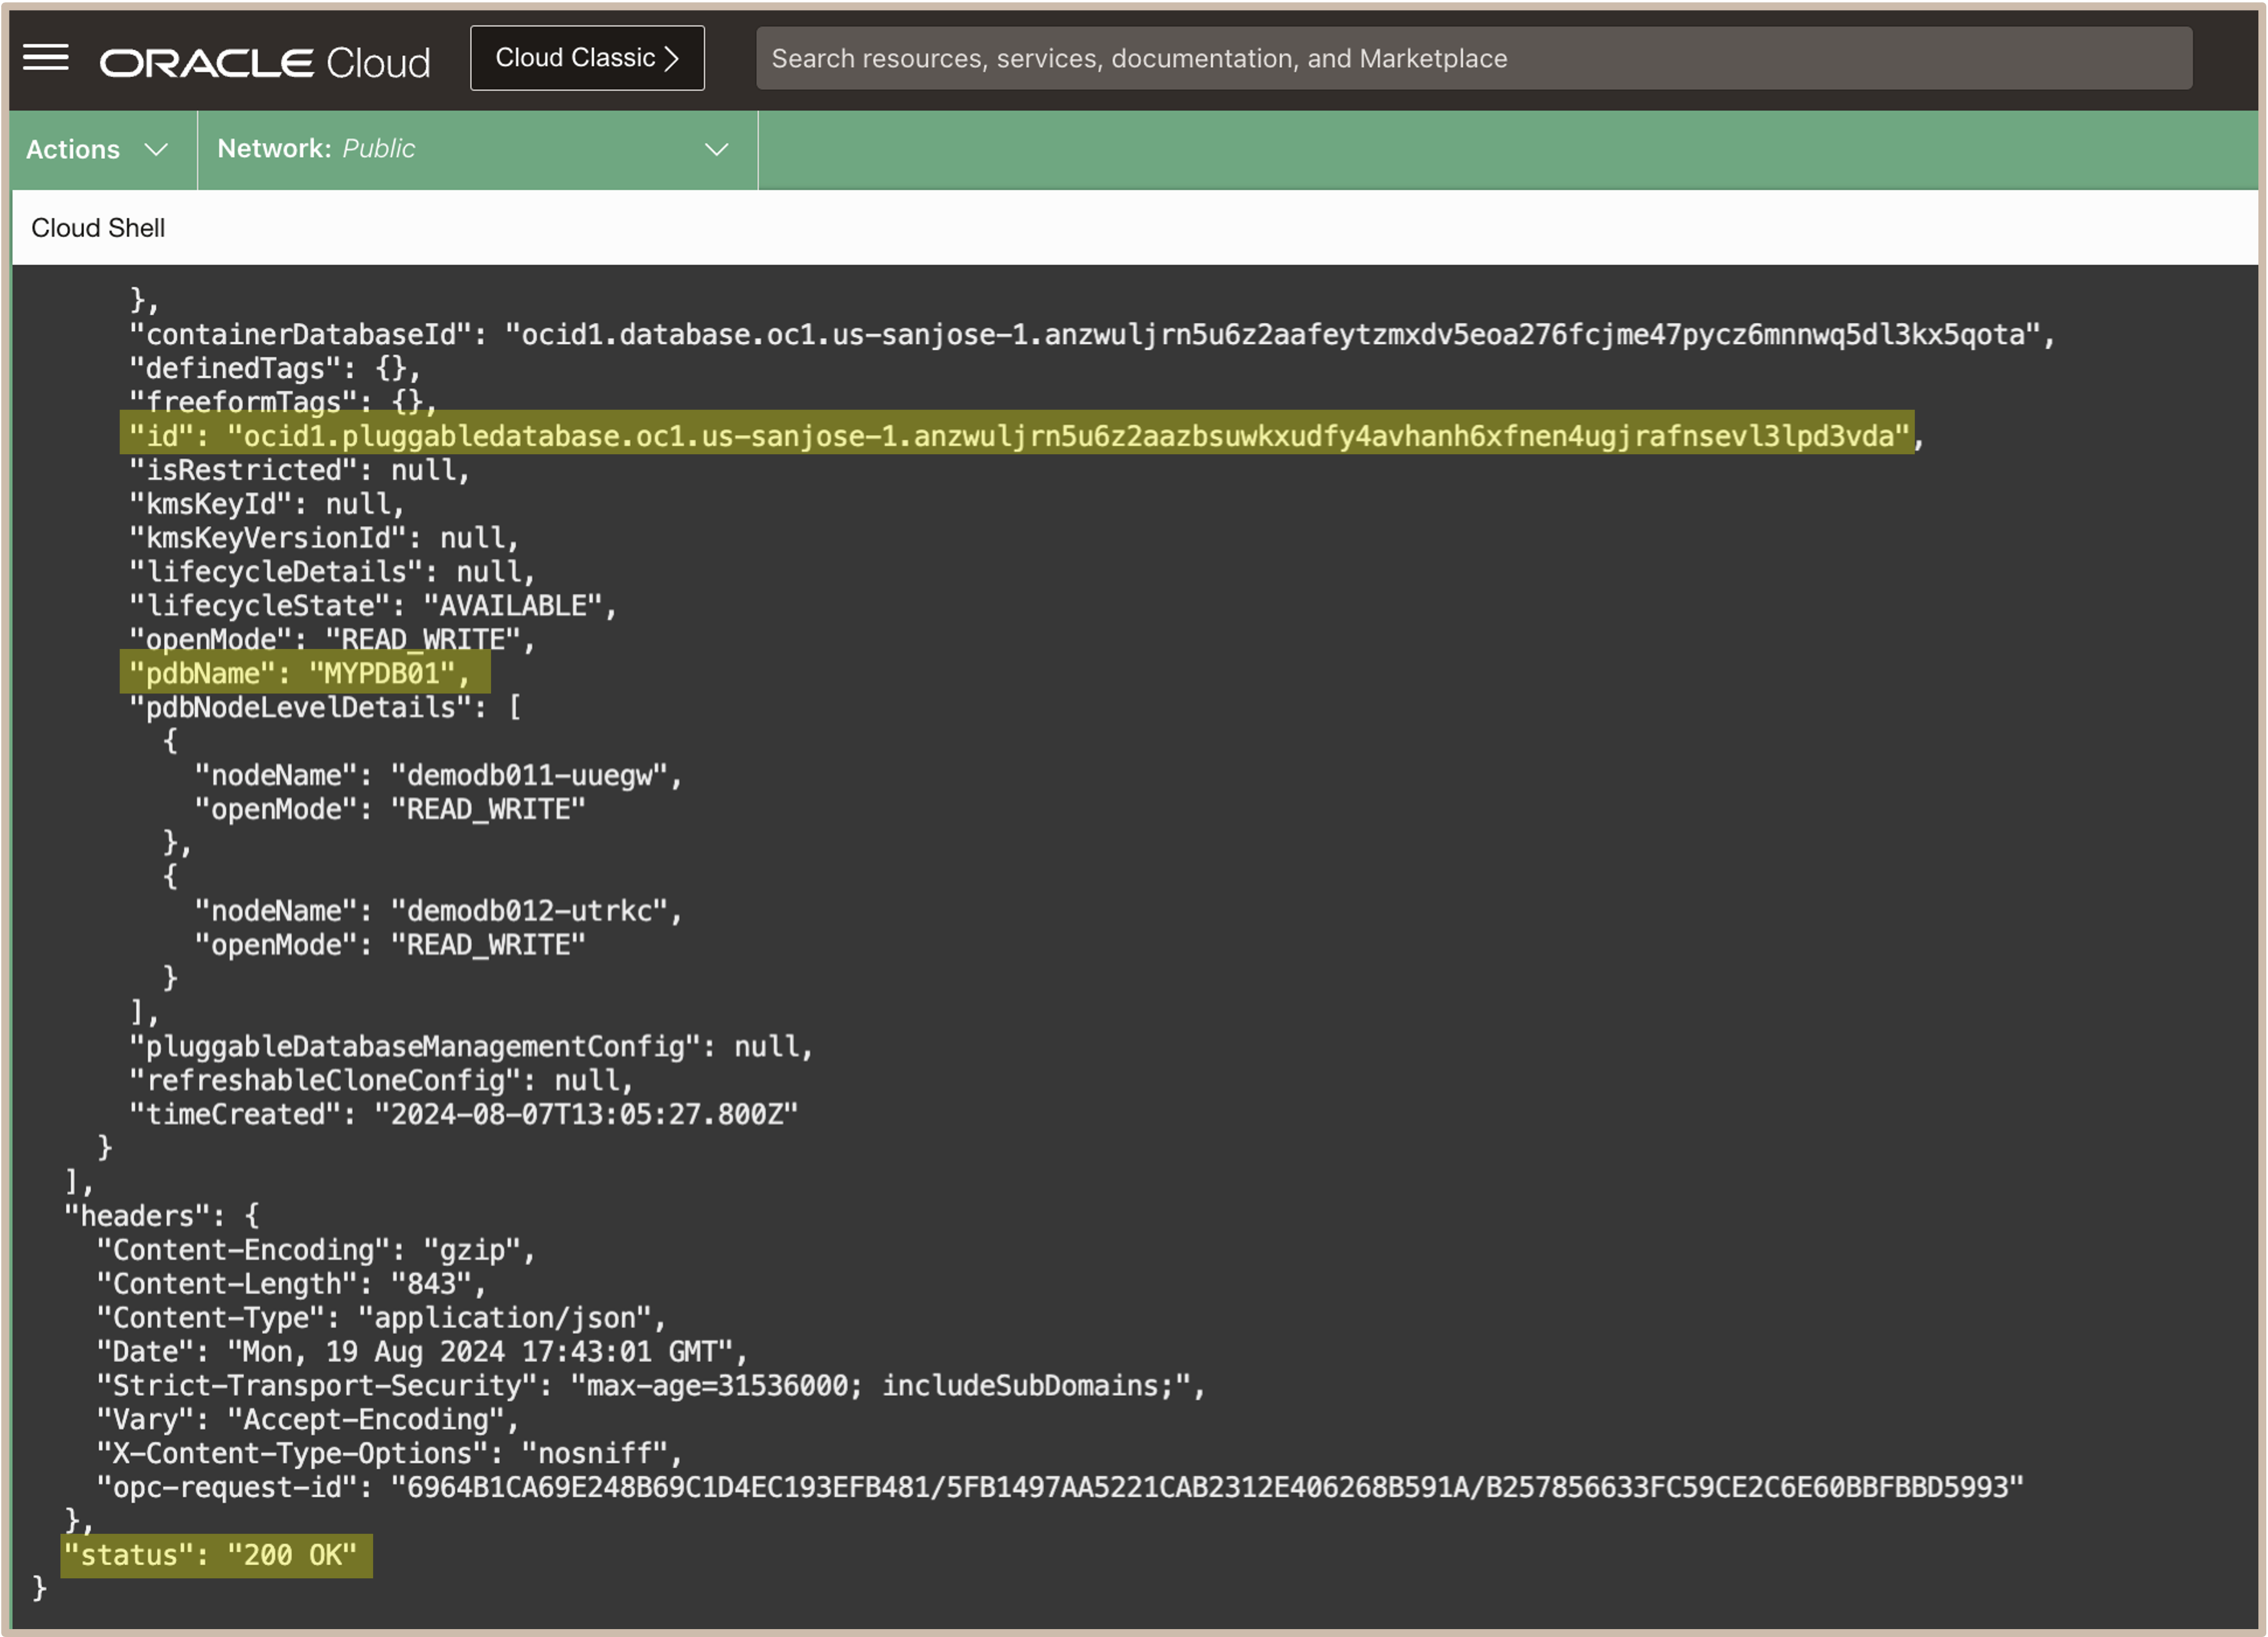 ORACLE Cloud
Cloud Classic
Search resources, services, documentation, and Marketplace
Actions
Network: Public
Cloud Shell
},
"containerDatabaseId": "ocid1.database.oc1.us-sanjose-1.anzwuljrn5u6z2aafeytzmxdv5eoa276fcjme47pycz6mnnwq5dl3kx5qota",
"definedTags": {},
"freeformTags": {},
"id": "ocid1.pluggabledatabase.oc1.us-sanjose-1.anzwuljrn5u6z2aazbsuwkxudfy4avhanh6xfnen4ugjrafnsevl3lpd3vda",
"isRestricted": null,
"kmsKeyId": null,
"kmsKeyVersionId": null,
"lifecycleDetails": null,
"lifecycleState": "AVAILABLE",
"openMode": "READ_WRITE",
"pdbName": "MYPDB01",
"pdbNodeLevelDetails": [
{
"nodeName": "demodb011-uuegw",
"openMode": "READ_WRITE"
},
{
"nodeName": "demodb012-utrkc",
"openMode": "READ_WRITE"
}
],
"pluggableDatabaseManagementConfig": null,
"refreshableCloneConfig": null,
"timeCreated": "2024-08-07T13:05:27.800Z"
}
],
"headers": {
"Content-Encoding": "gzip",
"Content-Length": "843",
"Content-Type": "application/json",
"Date": "Mon, 19 Aug 2024 17:43:01 GMT",
"Strict-Transport-Security": "max-age=31536000; includeSubDomains;",
"Vary": "Accept-Encoding",
"X-Content-Type-Options": "nosniff",
"opc-request-id": "6964B1CA69E248B69C1D4EC193EFB481/5FB1497AA5221CAB2312E406268B591A/B257856633FC59CE2C6E60BBFBBD5993"
},
"status": "200 OK"
}